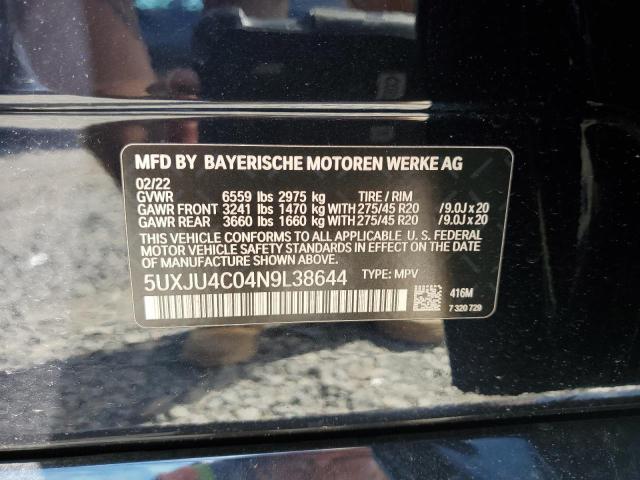 MFD BY BAYERISCHE MOTOREN WERKE AG
02/22
GVWR 6559 lbs 2975 kg TIRE / RIM
GAWR FRONT 3241 lbs 1470 kg WITH 275/45 R20 /9.0J x 20
GAWR REAR 3660 lbs 1660 kg WITH 275/45 R20 /9.0J x 20
THIS VEHICLE CONFORMS TO ALL APPLICABLE U. S. FEDERAL
MOTOR VEHICLE SAFETY STANDARDS IN EFFECT ON THE DATE OF
MANUFACTURE SHOWN ABOVE.
5UXJU4C04N9L38644 TYPE: MPV
416M
7 320 729